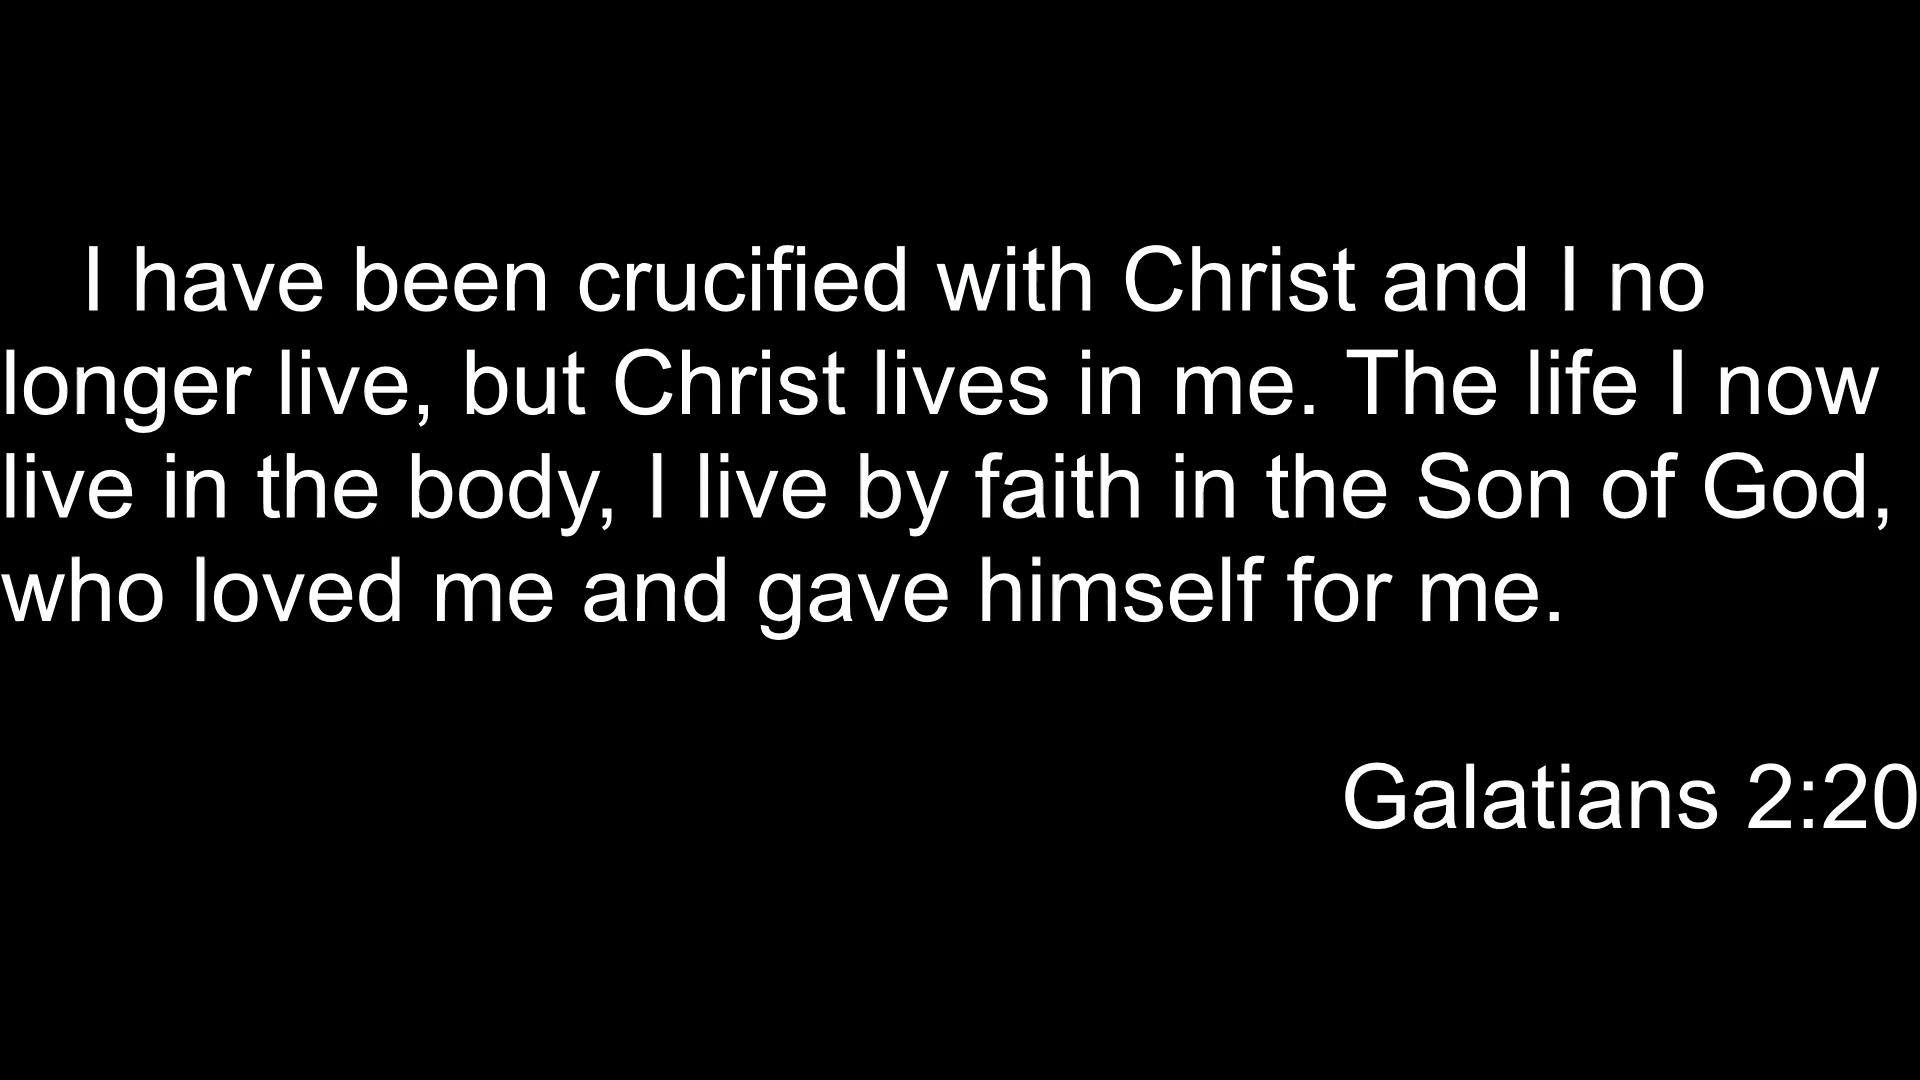 I have been crucified with Christ and I no
longer live, but Christ lives in me. The life I now
live in the body, I live by faith in the Son of God,
who loved me and gave himself for me.
Galatians 2:20